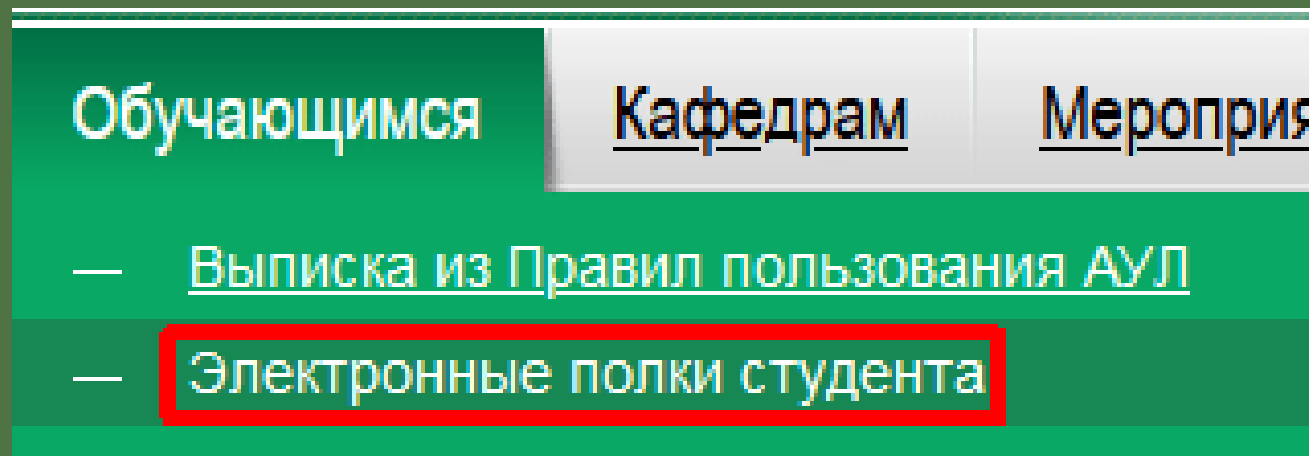 Обучающимся Кафедрам
— Выписка из Правил пользования АУЛ
— Электронные полки студента